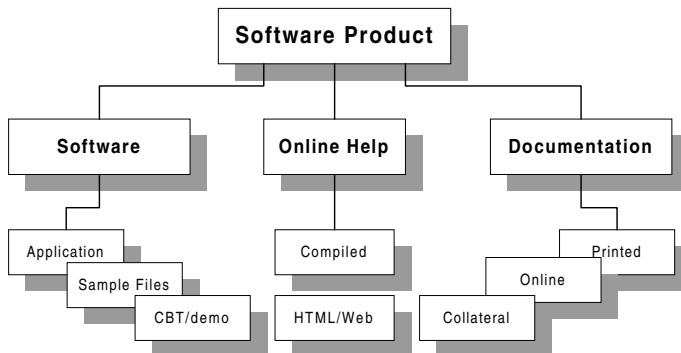 Software Product
Software
Online Help
Documentation
Application
Compiled
Printed
Sample Files
Online
CBT/demo
HTML/Web
Collateral